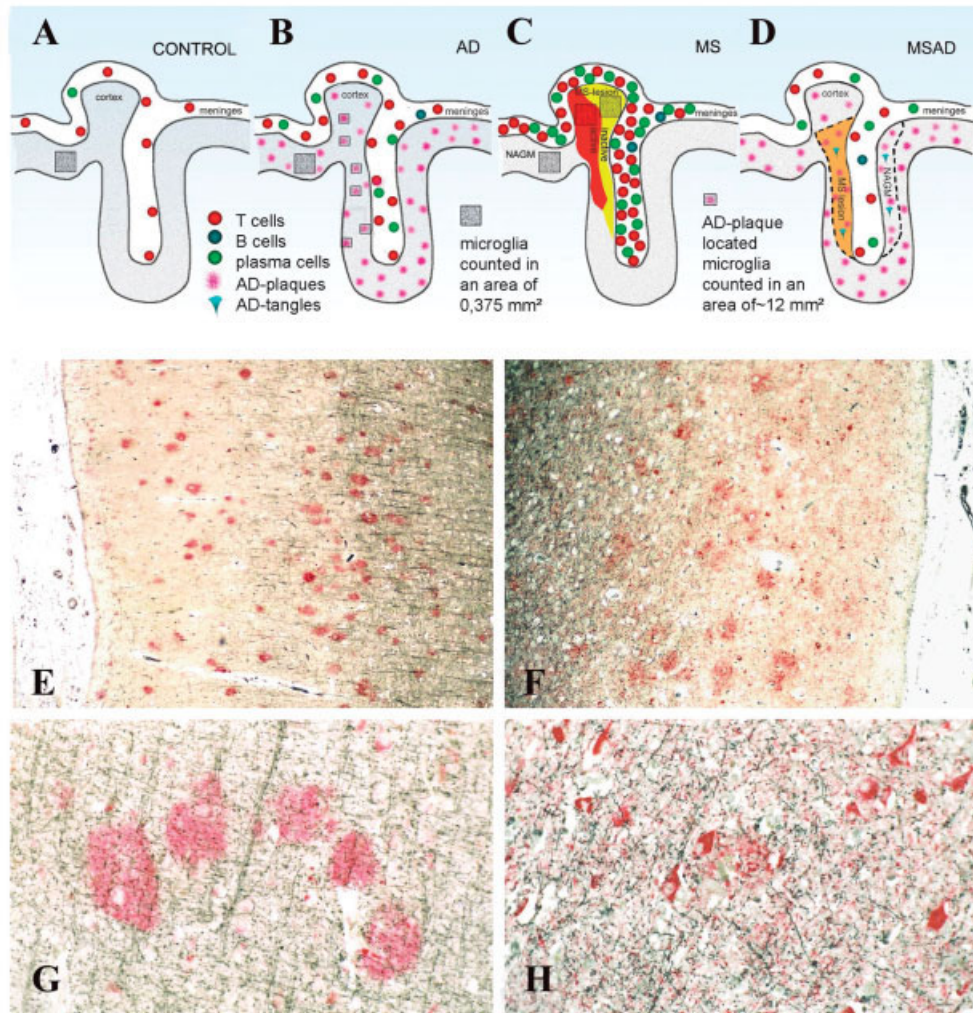 A
CONTROL
cortex
meninges
B
AD
cortex
meninges
C
MS
MS-lesion
active
inactive
meninges
NAGM
D
MSAD
cortex
meninges
MS-lesion
NAGM
T cells
B cells
plasma cells
AD-plaques
AD-tangles
microglia
counted in
an area of
0,375 mm²
AD-plaque
located
microglia
counted in an
area of~12 mm²
E
F
G
H